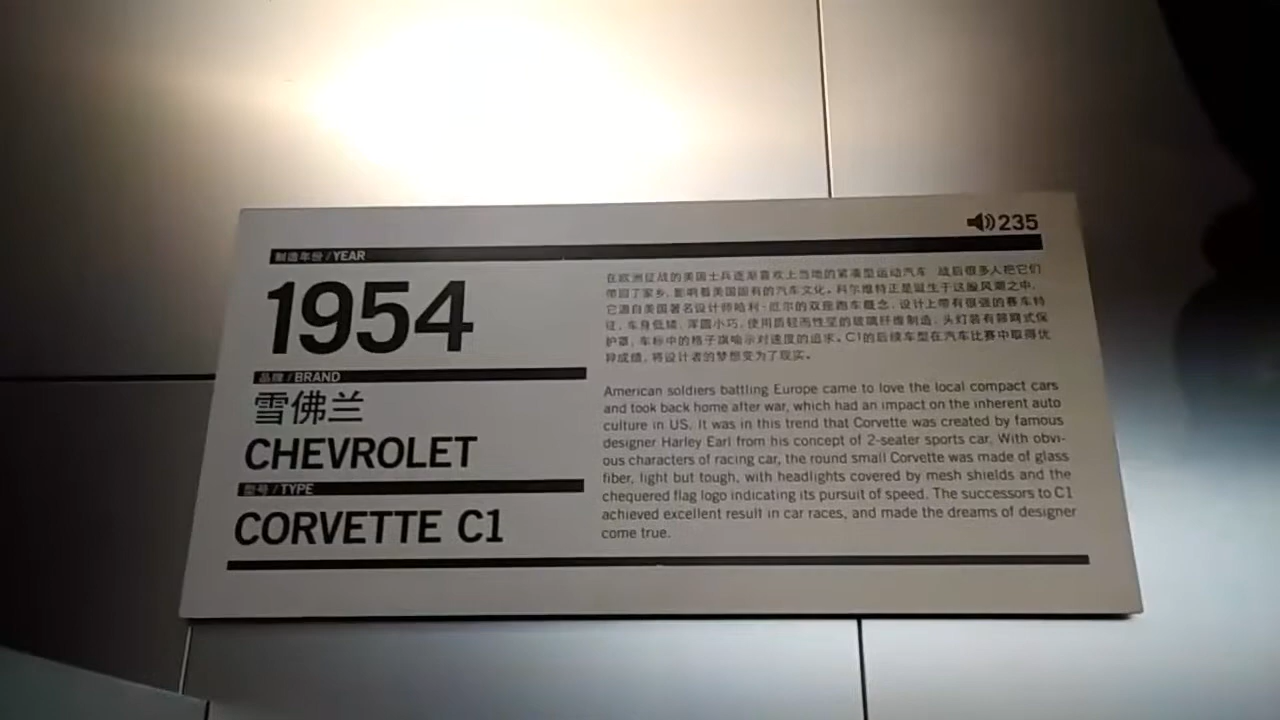 235
制造年份 / YEAR
1954
品牌 / BRAND
雪佛兰
CHEVROLET
型号 / TYPE
CORVETTE C1
在欧洲征战的美国士兵逐渐喜欢上当地的紧凑型运动汽车 战后很多人把它们
带回了家乡, 影响着美国固有的汽车文化。科尔维特正是诞生于这股风潮之中,
它源自美国著名设计师哈利·厄尔的双座跑车概念, 设计上带有很强的赛车特
征, 车身低矮, 浑圆小巧, 使用质轻而性坚的玻璃纤维制造, 头灯装有筛网式保
护罩, 车标中的格子旗喻示对速度的追求。C1的后续车型在汽车比赛中取得优
异成绩, 将设计者的梦想变为了现实。
American soldiers battling Europe came to love the local compact cars
and took back home after war, which had an impact on the inherent auto
culture in US. It was in this trend that Corvette was created by famous
designer Harley Earl from his concept of 2-seater sports car. With obvi-
ous characters of racing car, the round small Corvette was made of glass
fiber, light but tough, with headlights covered by mesh shields and the
chequered flag logo indicating its pursuit of speed. The successors to C1
achieved excellent result in car races, and made the dreams of designer
come true.